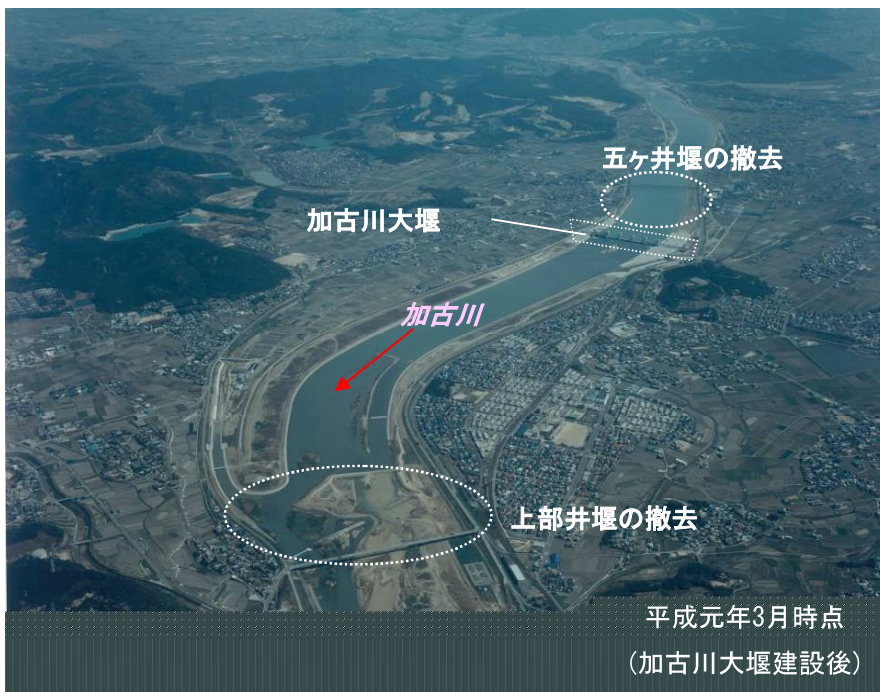 五ヶ井堰の撤去
加古川大堰
加古川
上部井堰の撤去
平成元年3月時点
(加古川大堰建設後)